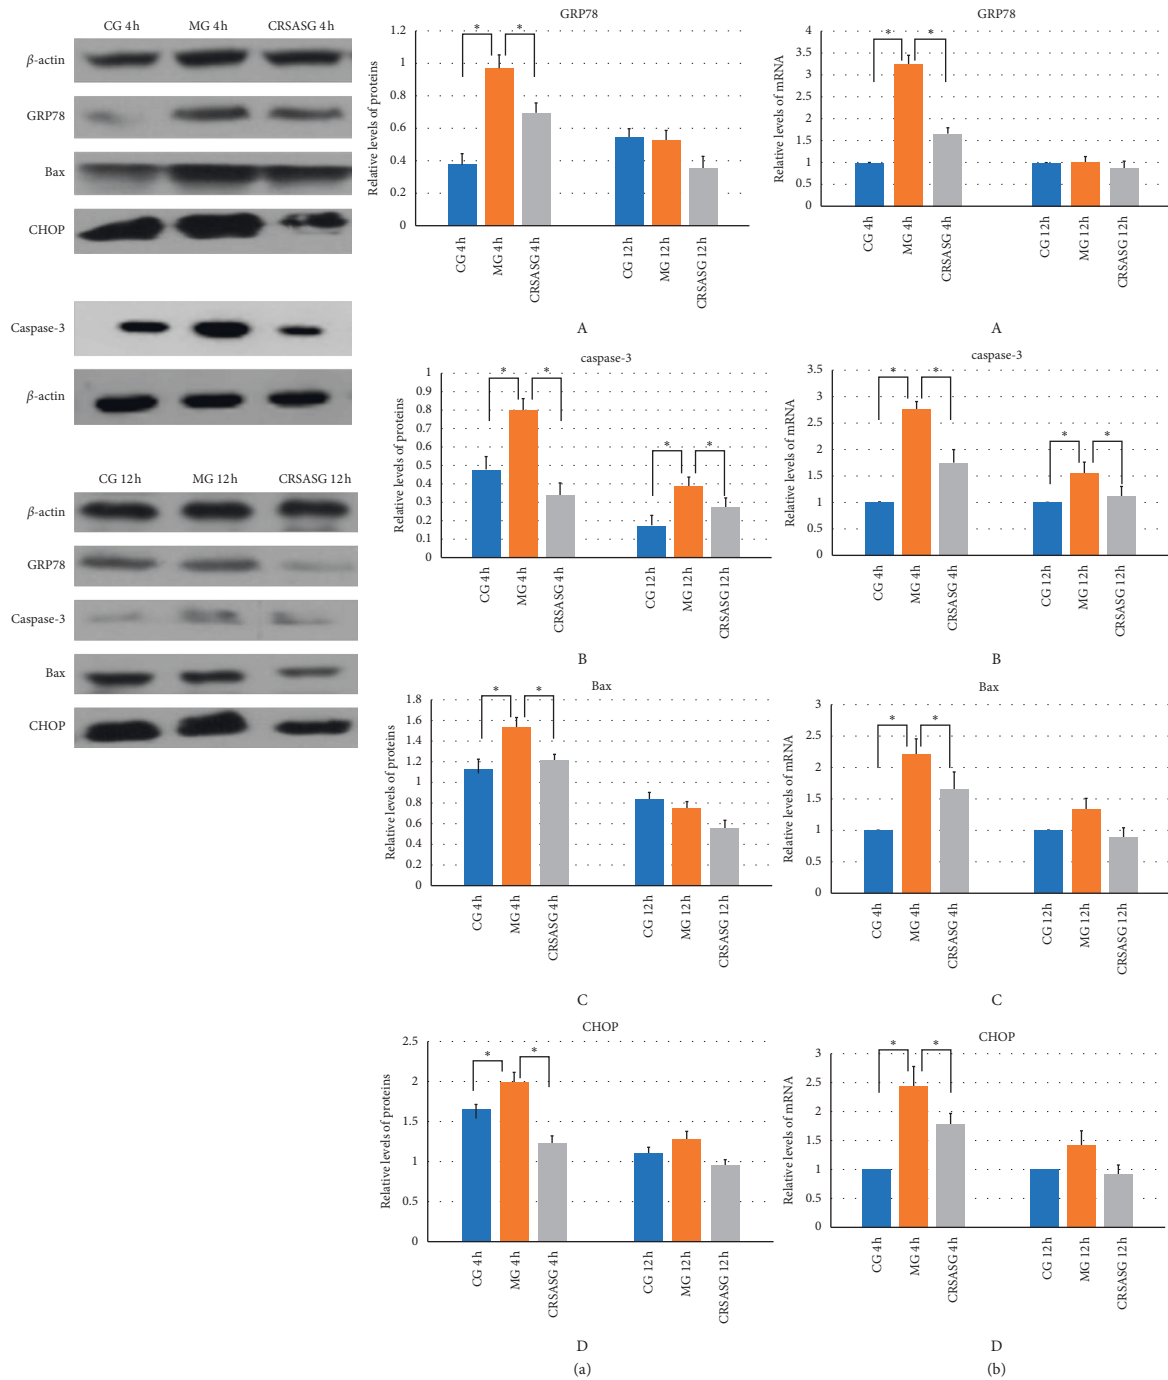 CG 4h MG 4h CRSASG 4h
β-actin
GRP78
Bax
CHOP
Caspase-3
β-actin
CG 12h MG 12h CRSASG 12h
β-actin
GRP78
Caspase-3
Bax
CHOP
GRP78
Relative levels of proteins
1.2
1
0.8
0.6
0.4
0.2
0
* *
CG 4h
MG 4h
CRSASG 4h
CG 12h
MG 12h
CRSASG 12h
A
caspase-3
Relative levels of proteins
1
0.9
0.8
0.7
0.6
0.5
0.4
0.3
0.2
0.1
0
* * * *
CG 4h
MG 4h
CRSASG 4h
CG 12h
MG 12h
CRSASG 12h
B
Bax
Relative levels of proteins
1.8
1.6
1.4
1.2
1
0.8
0.6
0.4
0.2
0
* *
CG 4h
MG 4h
CRSASG 4h
CG 12h
MG 12h
CRSASG 12h
C
CHOP
Relative levels of proteins
2.5
2
1.5
1
0.5
0
* *
CG 4h
MG 4h
CRSASG 4h
CG 12h
MG 12h
CRSASG 12h
D
(a)
GRP78
Relative levels of mRNA
4
3.5
3
2.5
2
1.5
1
0.5
0
* *
CG 4h
MG 4h
CRSASG 4h
CG 12h
MG 12h
CRSASG 12h
A
caspase-3
Relative levels of mRNA
3.5
3
2.5
2
1.5
1
0.5
0
* * * *
CG 4h
MG 4h
CRSASG 4h
CG 12h
MG 12h
CRSASG 12h
B
Bax
Relative levels of mRNA
3
2.5
2
1.5
1
0.5
0
* *
CG 4h
MG 4h
CRSASG 4h
CG 12h
MG 12h
CRSASG 12h
C
CHOP
Relative levels of mRNA
3
2.5
2
1.5
1
0.5
0
* *
CG 4h
MG 4h
CRSASG 4h
CG 12h
MG 12h
CRSASG 12h
D
(b)